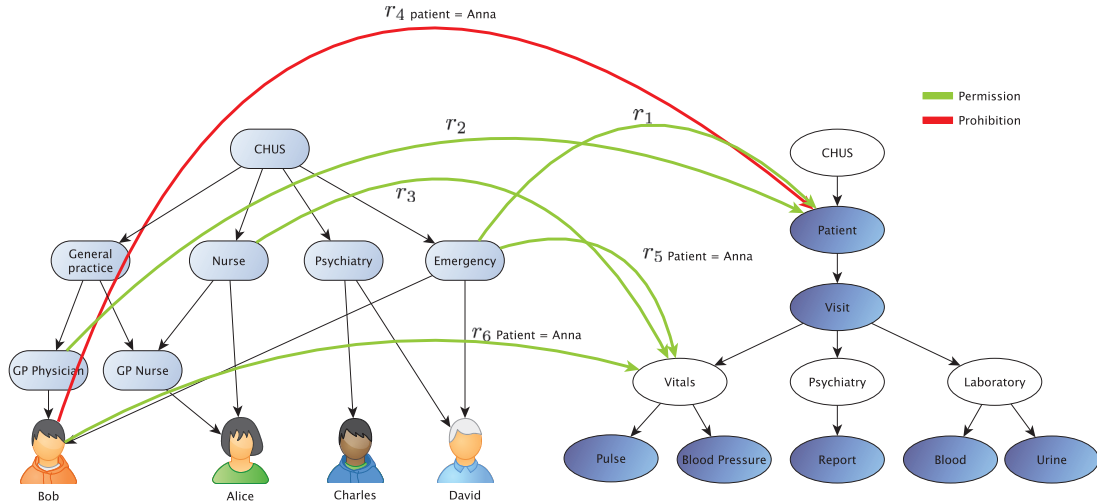 r4 patient = Anna
Permission
Prohibition
r2
r1
CHUS
CHUS
r3
Patient
General
practice
Nurse
Psychiatry
Emergency
r5 Patient = Anna
Visit
r6 Patient = Anna
GP Physician
GP Nurse
Vitals
Psychiatry
Laboratory
Pulse
Blood Pressure
Report
Blood
Urine
Bob
Alice
Charles
David